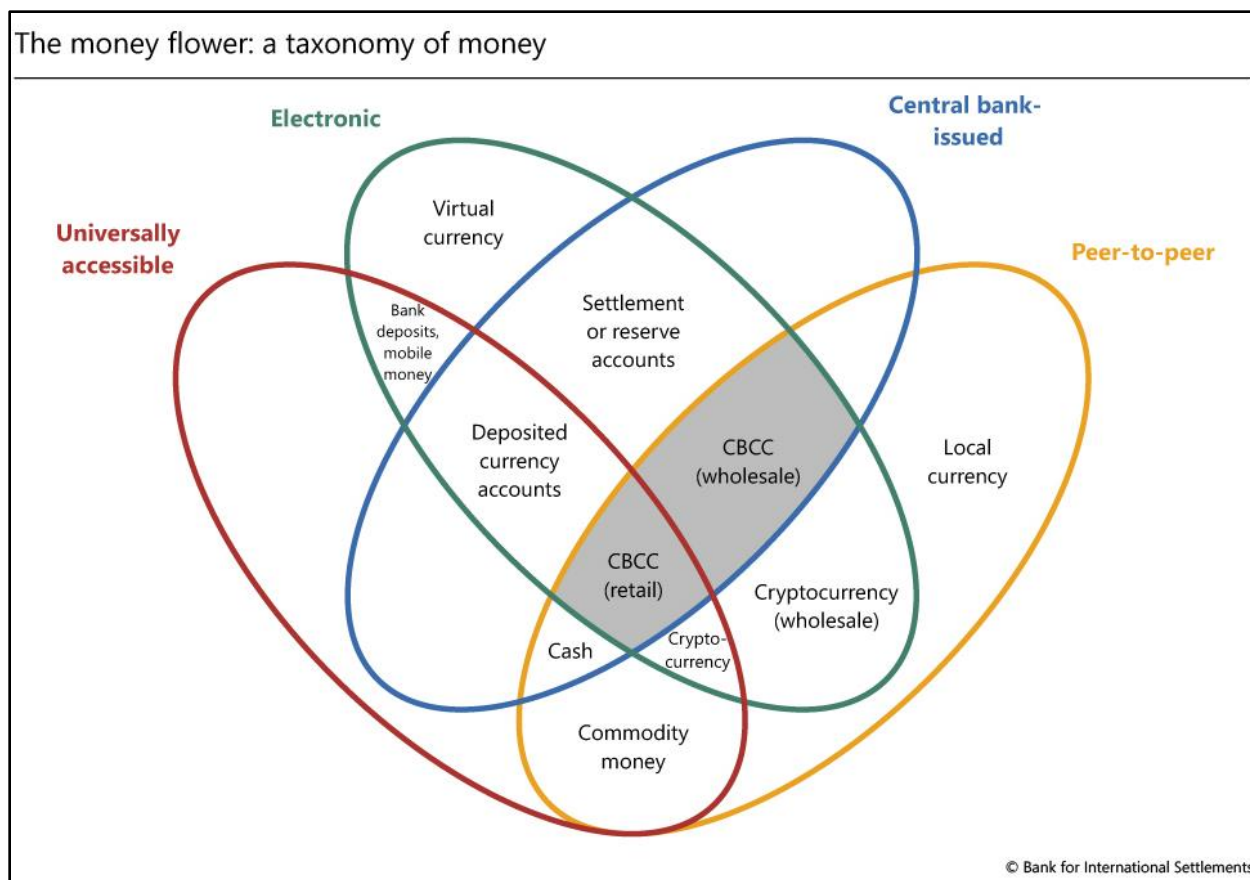 The money flower: a taxonomy of money
Electronic
Central bank-
issued
Universally
accessible
Peer-to-peer
Virtual
currency
Bank
deposits,
mobile
money
Settlement
or reserve
accounts
Deposited
currency
accounts
CBCC
(wholesale)
Local
currency
CBCC
(retail)
Cryptocurrency
(wholesale)
Cash
Crypto-
currency
Commodity
money
© Bank for International Settlements